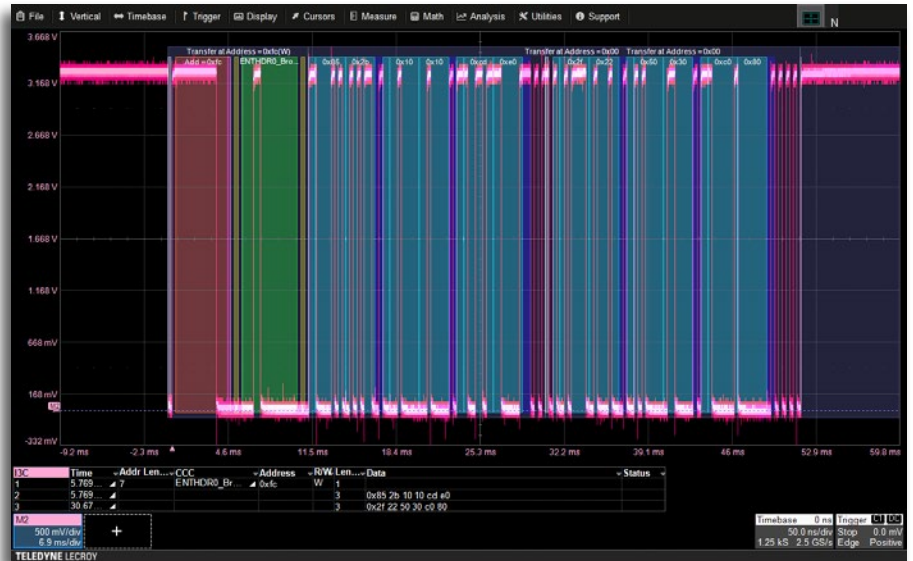 File Vertical Timebase Trigger Display Cursors Measure Math Analysis Utilities Support
N
3.668 V
Transfer at Address=0xfc(W) Transfer at Address=0x00 Transfer at Address=0x00
Add=0xfc ENTHDR0_Bro... 0x85 0x2b 0x10 0x10 0xcd 0xe0 0x2f 0x22 0x50 0x30 0xc0 0x80
3.168 V
2.668 V
2.168 V
1.668 V
1.168 V
668 mV
168 mV
M2
-332 mV
-9.2 ms -2.3 ms 4.6 ms 11.5 ms 18.4 ms 25.3 ms 32.2 ms 39.1 ms 46 ms 52.9 ms 59.8 ms
I3C Time Addr Len... CCC Address R/W Len... Data Status
1 5.769... 7 ENTHDR0_Br... 0xfc W 1
2 5.769... 3 0x85 2b 10 10 cd e0
3 30.67... 3 0x2f 22 50 30 c0 80
M2
500 mV/div
6.9 ms/div
+
Timebase 0 ns Trigger C1 DC
50.0 ns/div Stop 0.0 mV
1.25 kS 2.5 GS/s Edge Positive
TELEDYNE LECROY